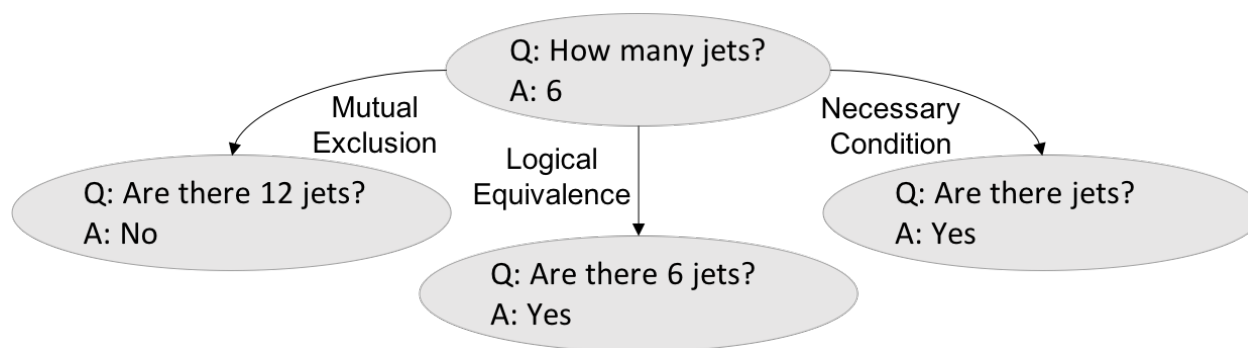 Q: How many jets?
A: 6
Mutual
Exclusion
Logical
Equivalence
Necessary
Condition
Q: Are there 12 jets?
A: No
Q: Are there 6 jets?
A: Yes
Q: Are there jets?
A: Yes